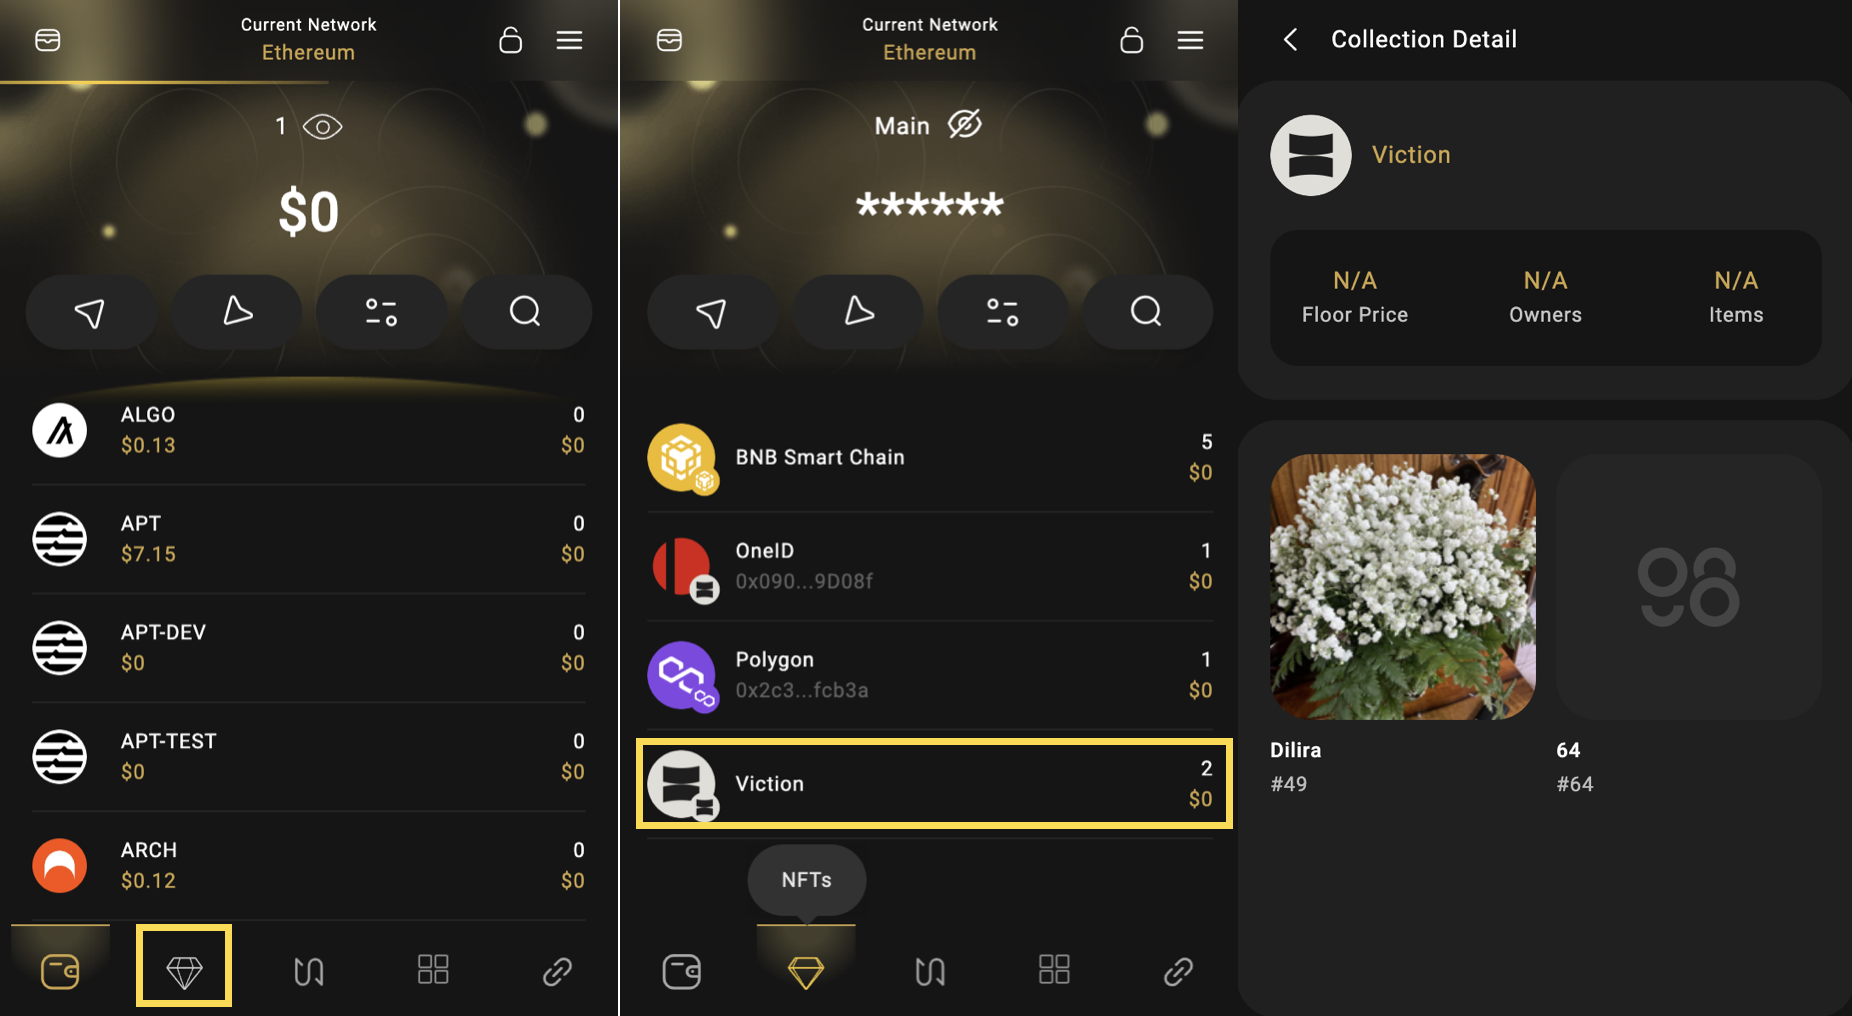 Current Network
Ethereum
1
$0
ALGO
0
$0.13
$0
APT
0
$7.15
$0
APT-DEV
0
$0
$0
APT-TEST
0
$0
$0
ARCH
0
$0.12
$0
Current Network
Ethereum
Main
******
BNB Smart Chain
5
$0
OneID
1
0x090...9D08f
$0
Polygon
1
0x2c3...fcb3a
$0
Viction
2
$0
NFTs
Collection Detail
Viction
N/A
N/A
N/A
Floor Price
Owners
Items
98
Dilira
64
#49
#64